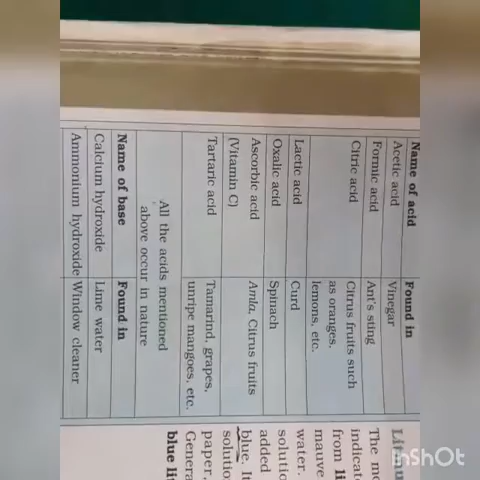 Name of acid Found in
Acetic acid Vinegar
Formic acid Ant's sting
Citric acid Citrus fruits such
as oranges,
lemons, etc.
Lactic acid Curd
Oxalic acid Spinach
Ascorbic acid Amla, Citrus fruits
(Vitamin C)
Tartaric acid Tamarind, grapes,
unripe mangoes, etc.
All the acids mentioned
above occur in nature
Name of base Found in
Calcium hydroxide Lime water
Ammonium hydroxide Window cleaner
The mo
indicat
from li
mauve
water.
solutio
added
blue. It
solutio
paper,
Genera
blue li
InShOt